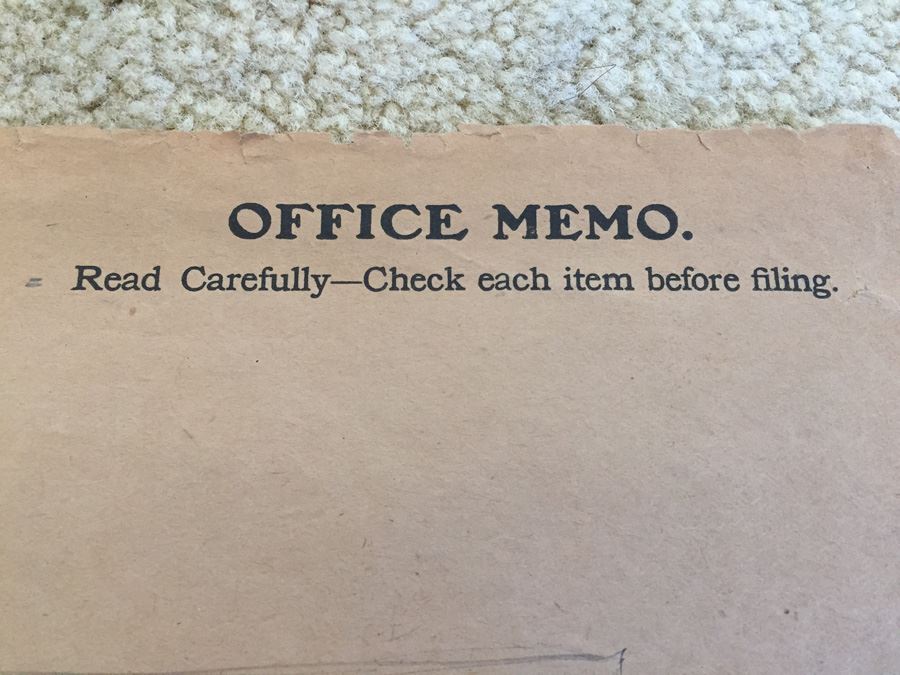 OFFICE MEMO.
Read Carefully—Check each item before filing.